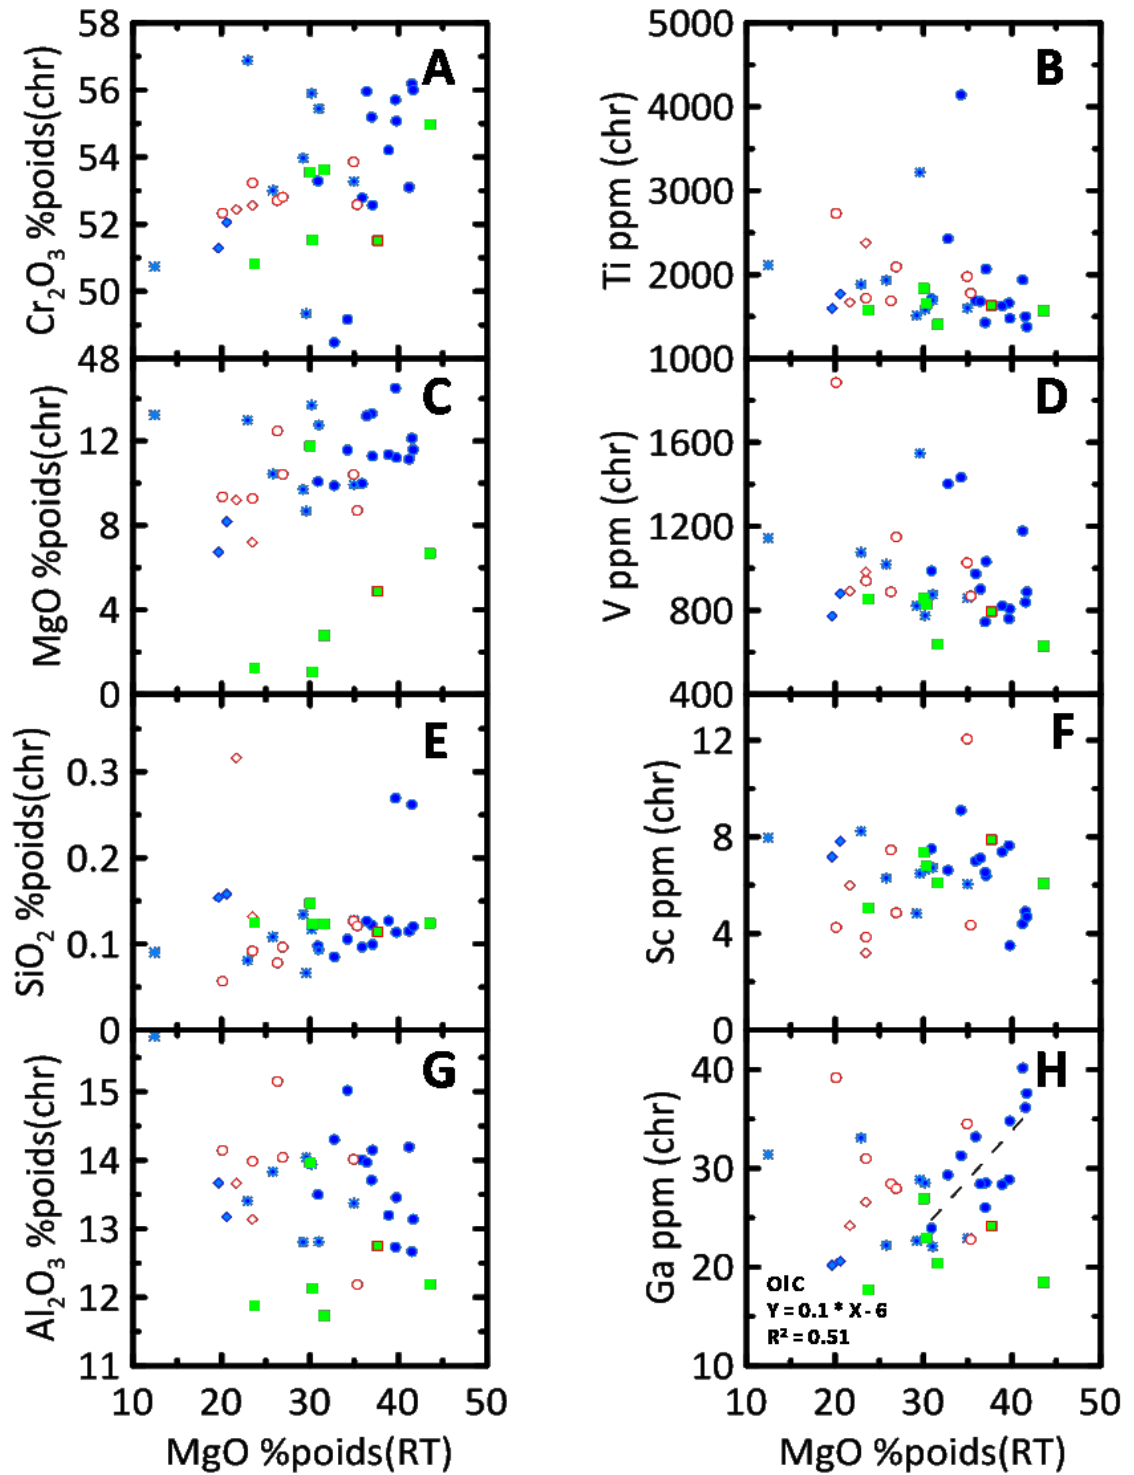 58
56
54
52
50
48
Cr₂O₃ %poids(chr)
A
5000
4000
3000
2000
1000
Ti ppm (chr)
B
12
8
4
0
MgO %poids(chr)
C
1600
1200
800
400
V ppm (chr)
D
0.3
0.2
0.1
0
SiO₂ %poids(chr)
E
12
8
4
0
Sc ppm (chr)
F
15
14
13
12
11
Al₂O₃ %poids(chr)
G
10 20 30 40 50
MgO %poids(RT)
40
30
20
10
Ga ppm (chr)
H
OIC
Y = 0.1 * X - 6
R² = 0.51
10 20 30 40 50
MgO %poids(RT)